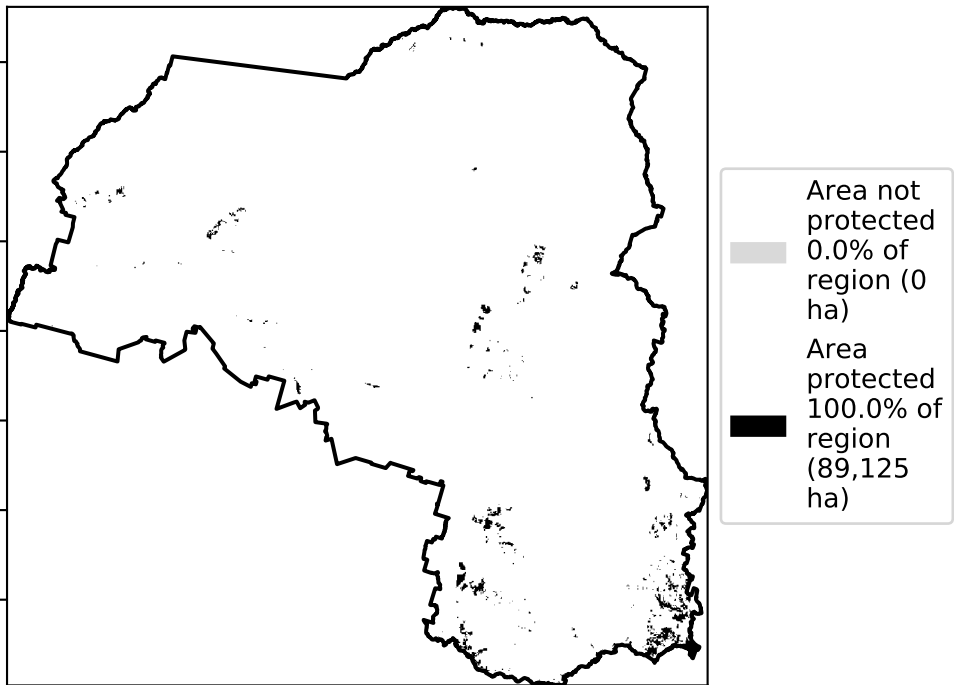 Area not
protected
0.0% of
region (0
ha)
Area
protected
100.0% of
region
(89,125
ha)